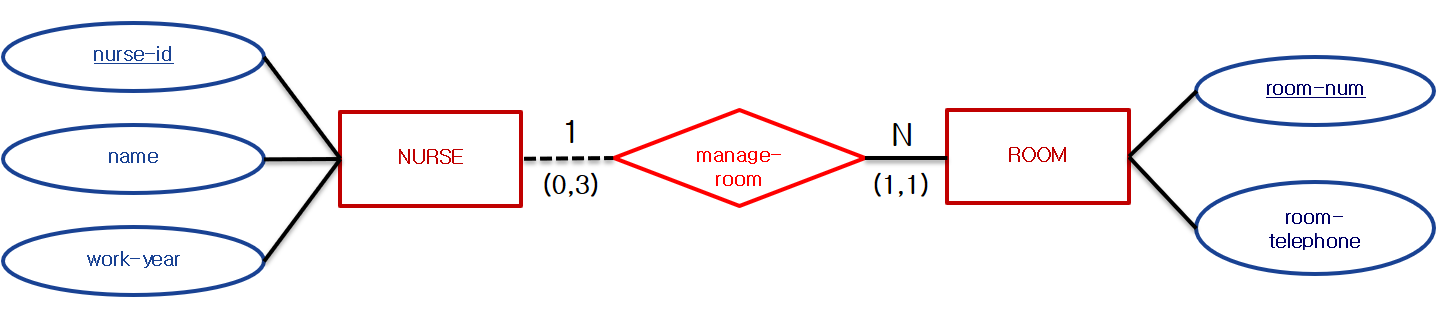 nurse-id
name
work-year
NURSE
1
(0,3)
manage-
room
N
(1,1)
ROOM
room-num
room-
telephone